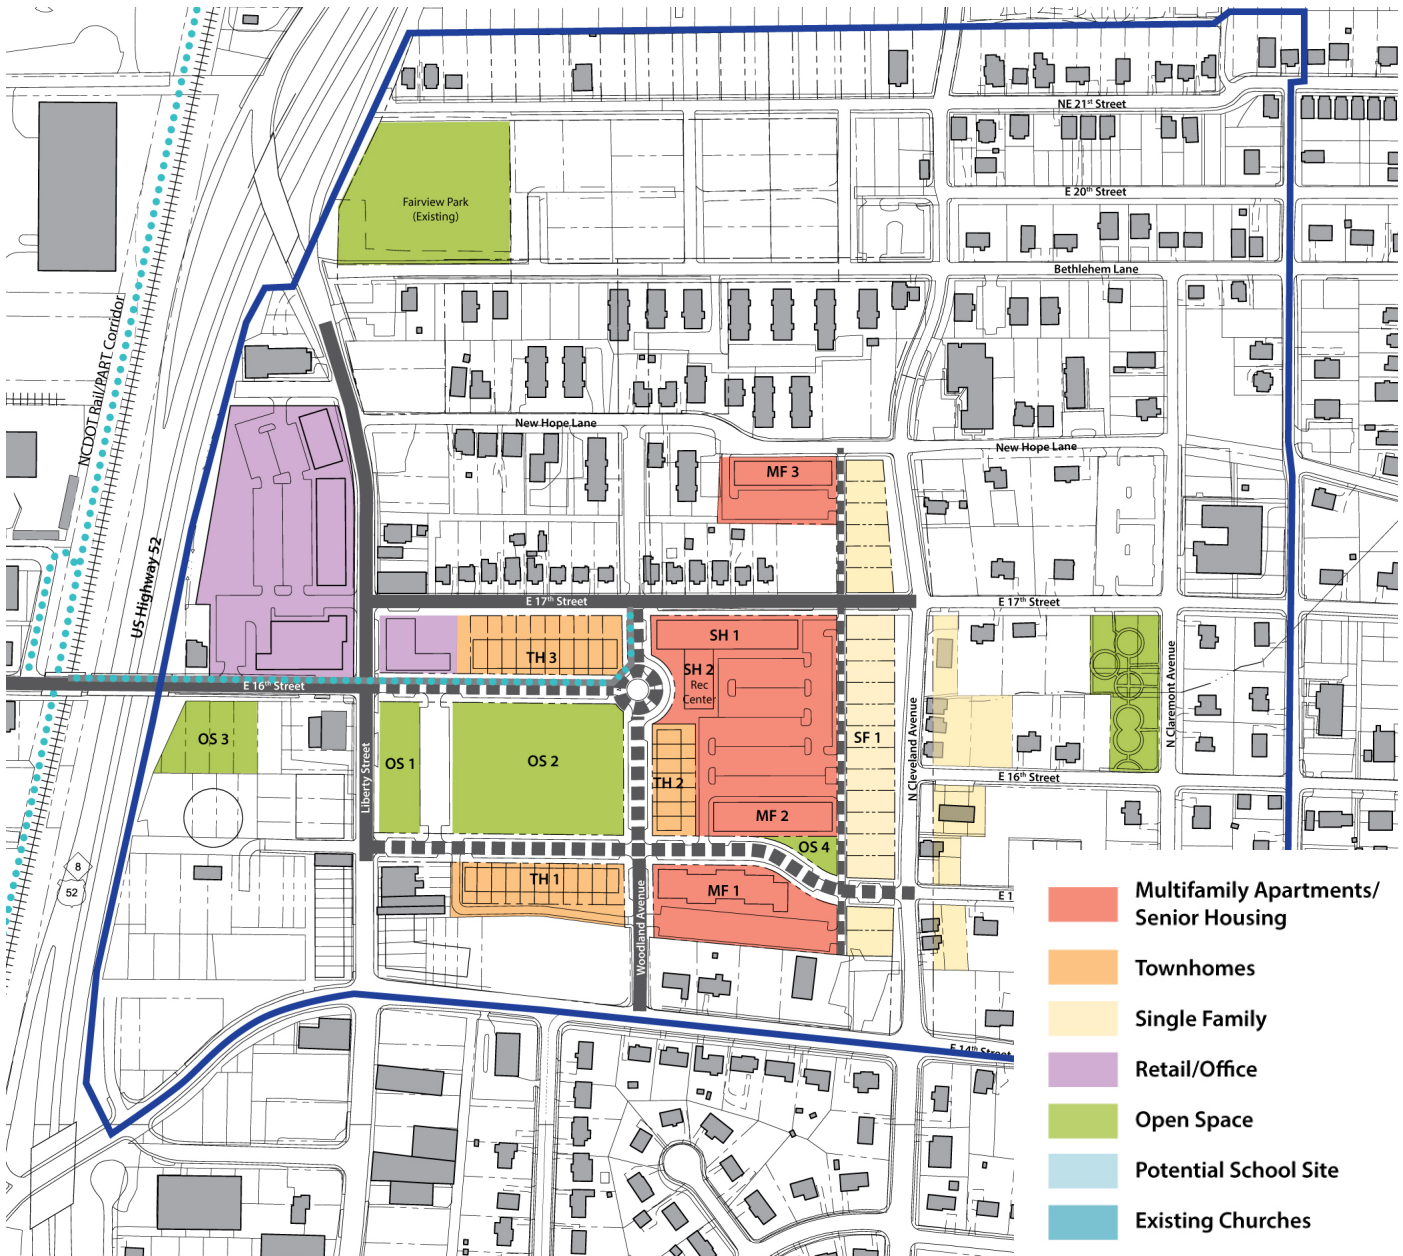 NE 21st Street
E 20th Street
Fairview Park
(Existing)
Bethlehem Lane
NCDOT Rail/PART Corridor
New Hope Lane
New Hope Lane
MF 3
US Highway 52
E 17th Street
E 17th Street
SH 1
TH 3
SH 2
Rec
Center
E 16th Street
N Claremont Avenue
OS 3
OS 1
OS 2
SF 1
N Cleveland Avenue
Liberty Street
TH 2
E 16th Street
MF 2
OS 4
8
52
TH 1
MF 1
E 1
Woodland Avenue
E 14th Street
Multifamily Apartments/
Senior Housing
Townhomes
Single Family
Retail/Office
Open Space
Potential School Site
Existing Churches